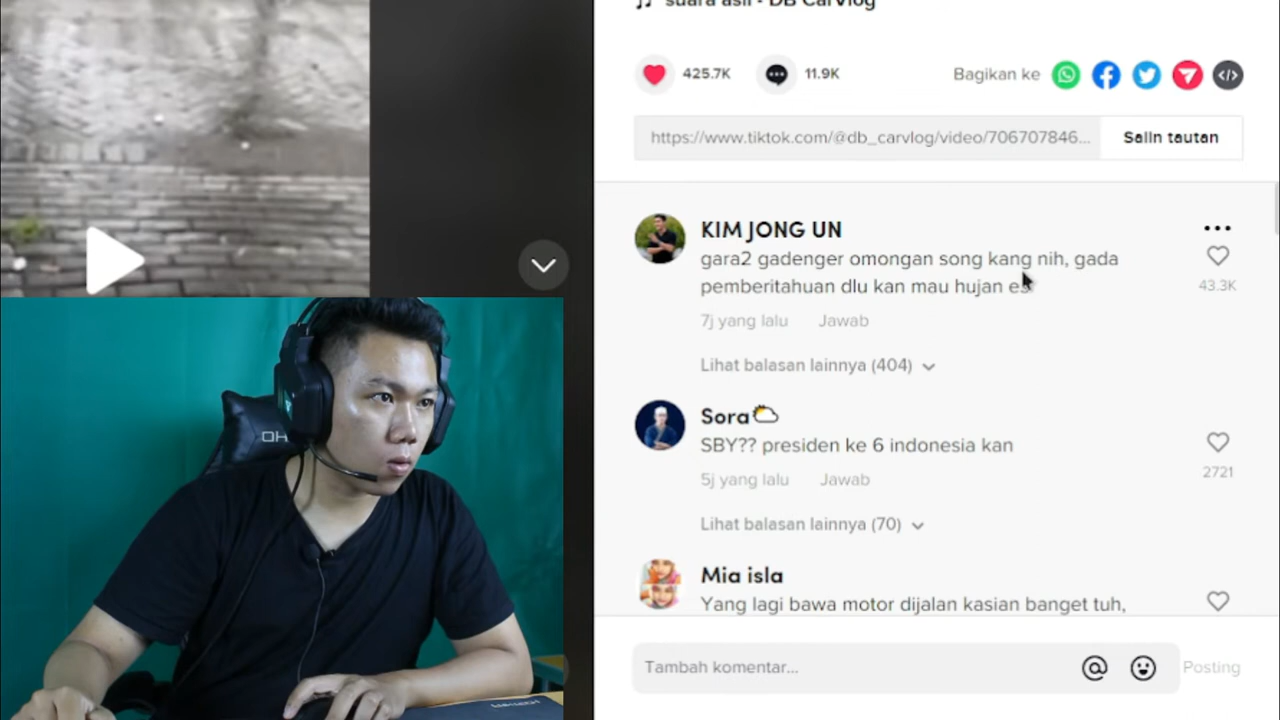 suara asli - DB CarVlog
425.7K
11.9K
Bagikan ke
https://www.tiktok.com/@db_carvlog/video/706707846...
Salin tautan
KIM JONG UN
gara2 gadenger omongan song kang nih, gada
pemberitahuan dlu kan mau hujan es
43.3K
7j yang lalu Jawab
Lihat balasan lainnya (404)
Sora
SBY?? presiden ke 6 indonesia kan
2721
5j yang lalu Jawab
Lihat balasan lainnya (70)
Mia isla
Yang lagi bawa motor dijalan kasian banget tuh,
Tambah komentar...
Posting